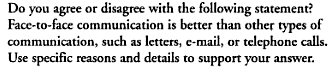 Do you agree or disagree with the following statement?
Face-to-face communication is better than other types of
communication, such as letters, e-mail, or telephone calls.
Use specific reasons and details to support your answer.